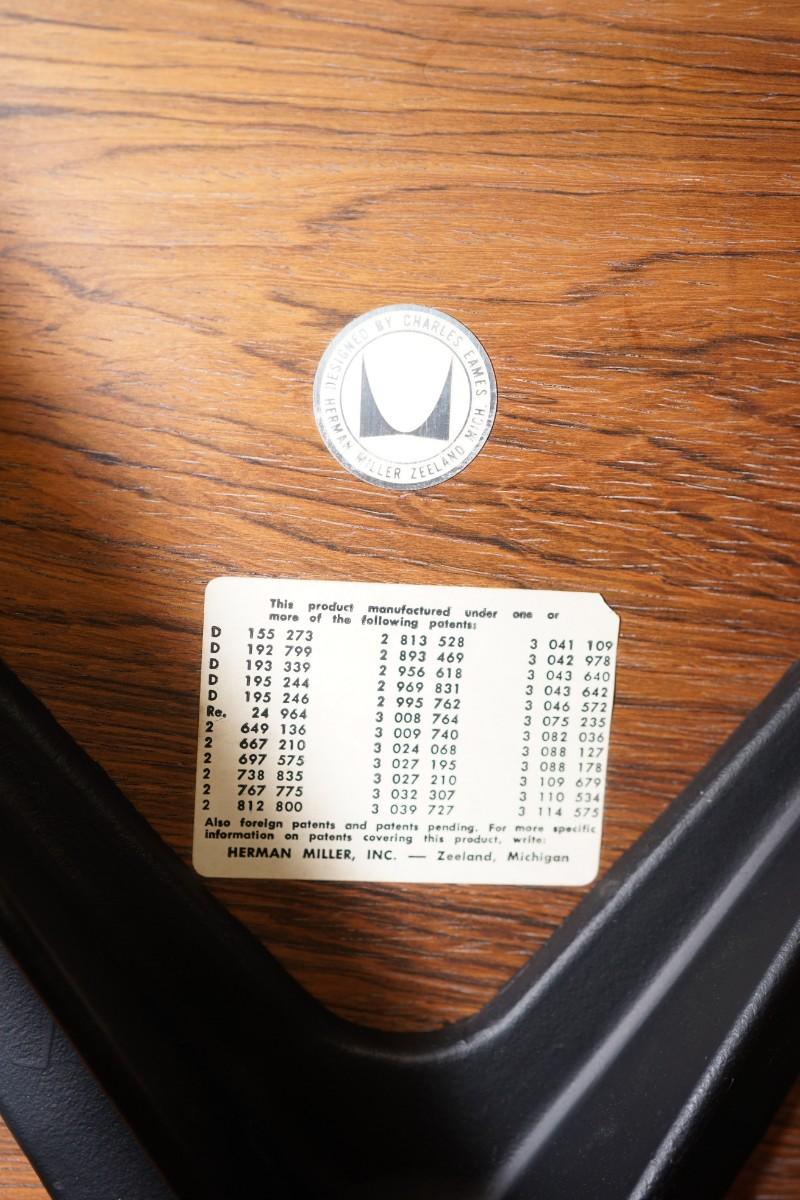 DESIGNED BY CHARLES EAMES
HERMAN MILLER ZEELAND MICH.
This product manufactured under one or
more of the following patents:
D 155 273 2 813 528 3 041 109
D 192 799 2 893 469 3 042 978
D 193 339 2 956 618 3 043 640
D 195 244 2 969 831 3 043 642
D 195 246 2 995 762 3 046 572
Re. 24 964 3 008 764 3 075 235
2 649 136 3 009 740 3 082 036
2 667 210 3 024 068 3 088 127
2 697 575 3 027 195 3 088 178
2 738 835 3 027 210 3 109 679
2 767 775 3 032 307 3 110 534
2 812 800 3 039 727 3 114 575
Also foreign patents and patents pending. For more specific
information on patents covering this product, write:
HERMAN MILLER, INC. — Zeeland, Michigan